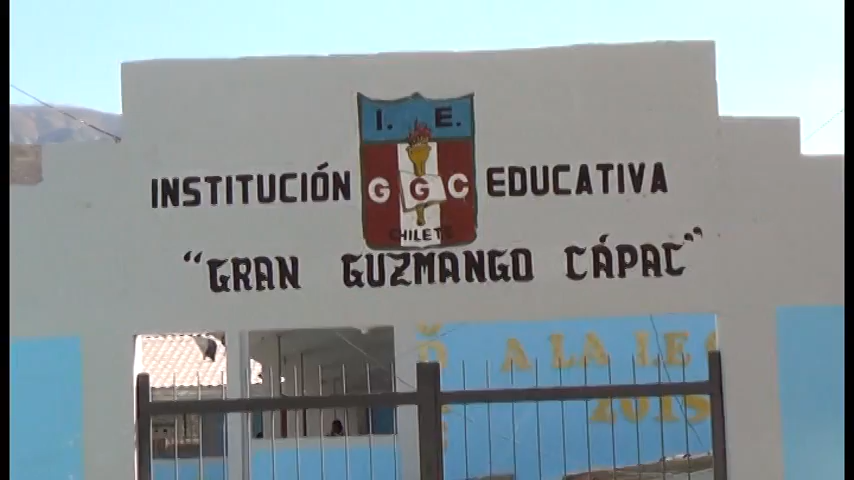 I. E.
INSTITUCIÓN GGC EDUCATIVA
CHILETE
"GRAN GUZMANGO CÁPAC"
A LA
2015